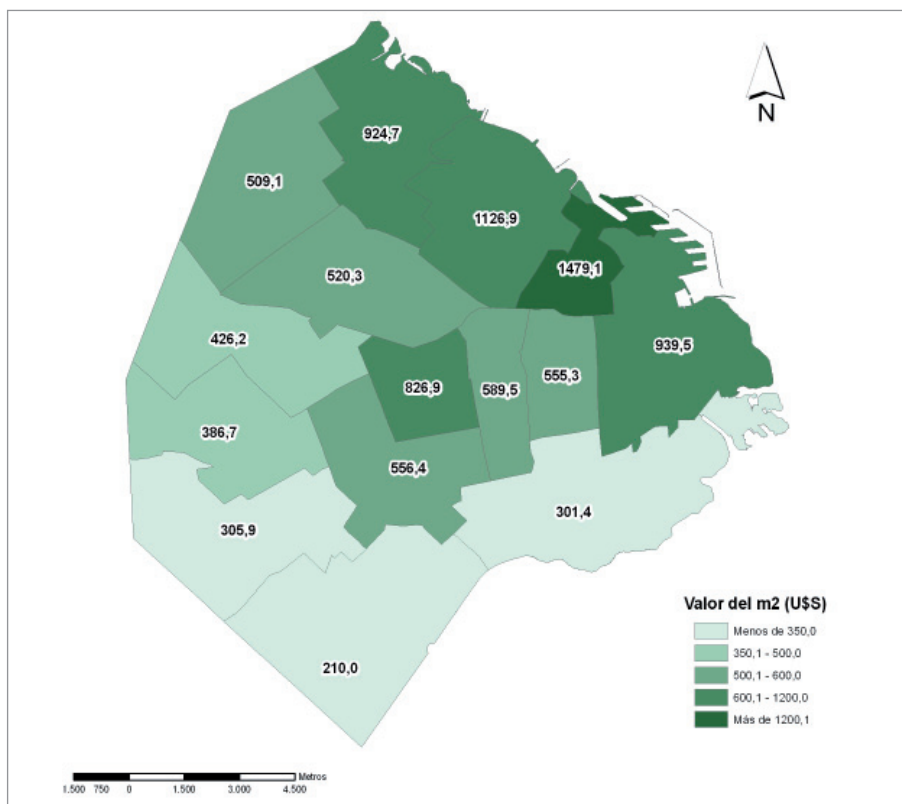 N
924,7
509,1
1126,9
1479,1
520,3
426,2
939,5
826,9
589,5
555,3
386,7
556,4
301,4
305,9
210,0
Valor del m2 (U$S)
Menos de 350,0
350,1 - 500,0
500,1 - 600,0
600,1 - 1200,0
Más de 1200,1
Metros
1.500 750 0 1.500 3.000 4.500